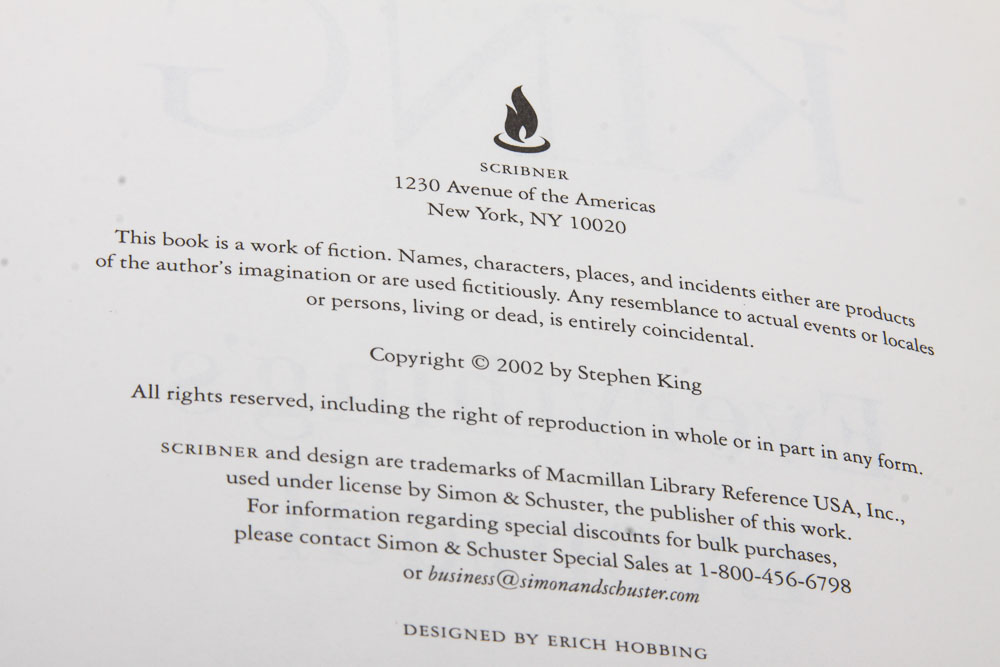 SCRIBNER
1230 Avenue of the Americas
New York, NY 10020
This book is a work of fiction. Names, characters, places, and incidents either are products
of the author's imagination or are used fictitiously. Any resemblance to actual events or locales
or persons, living or dead, is entirely coincidental.
Copyright © 2002 by Stephen King
All rights reserved, including the right of reproduction in whole or in part in any form.
SCRIBNER and design are trademarks of Macmillan Library Reference USA, Inc.,
used under license by Simon & Schuster, the publisher of this work.
For information regarding special discounts for bulk purchases,
please contact Simon & Schuster Special Sales at 1-800-456-6798
or business@simonandschuster.com
DESIGNED BY ERICH HOBBING